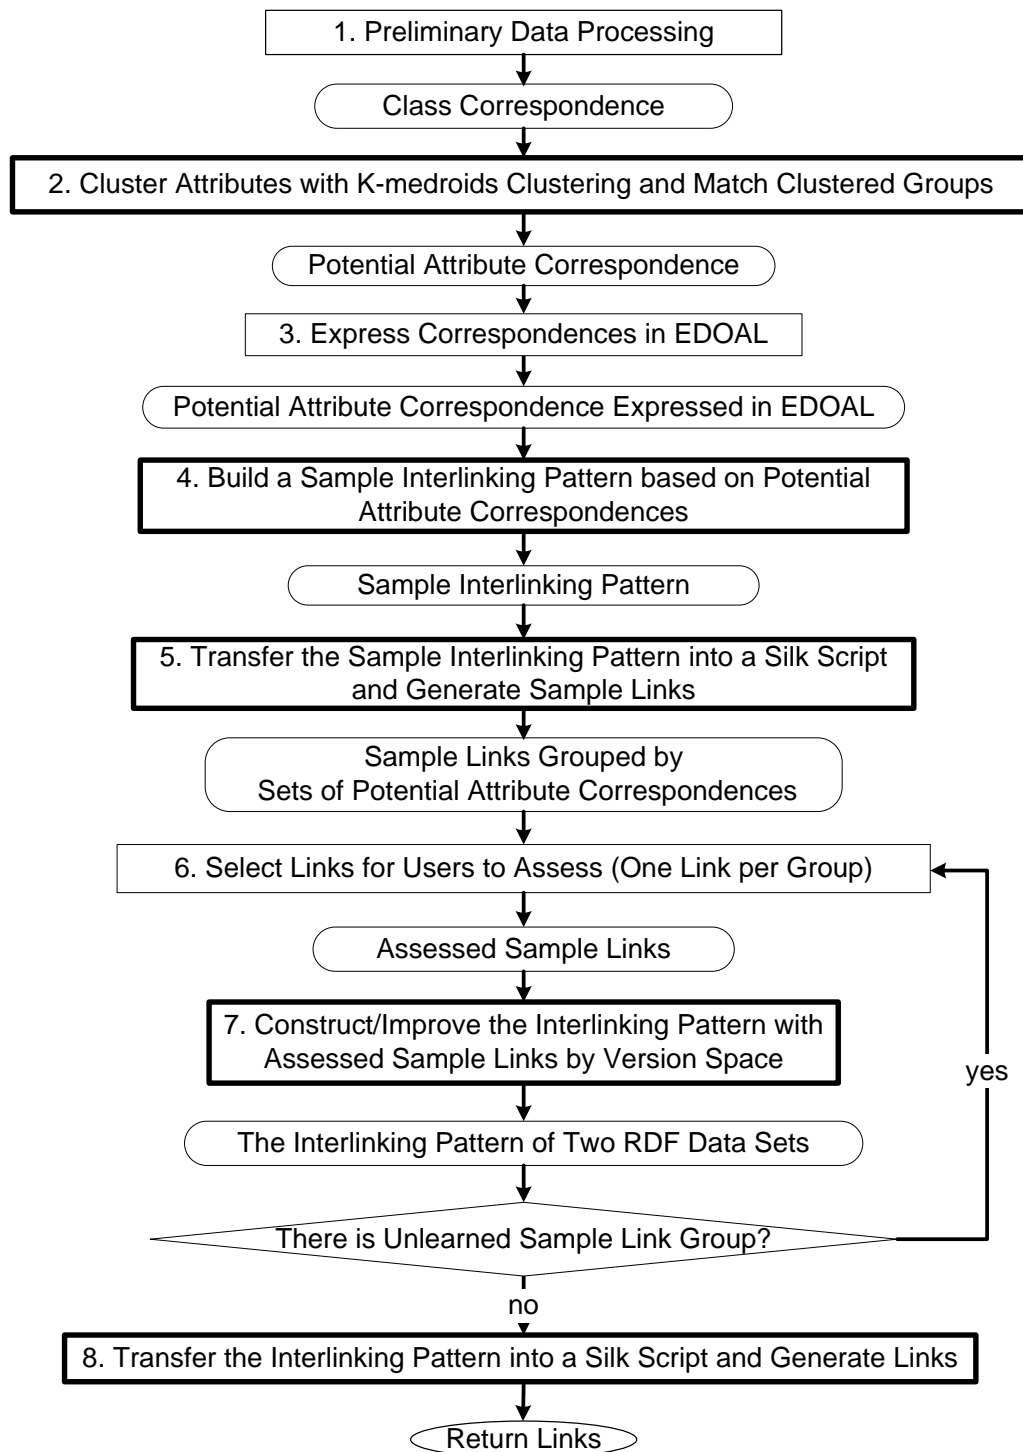 1. Preliminary Data Processing
Class Correspondence
2. Cluster Attributes with K-medroids Clustering and Match Clustered Groups
Potential Attribute Correspondence
3. Express Correspondences in EDOAL
Potential Attribute Correspondence Expressed in EDOAL
4. Build a Sample Interlinking Pattern based on Potential
Attribute Correspondences
Sample Interlinking Pattern
5. Transfer the Sample Interlinking Pattern into a Silk Script
and Generate Sample Links
Sample Links Grouped by
Sets of Potential Attribute Correspondences
6. Select Links for Users to Assess (One Link per Group)
Assessed Sample Links
7. Construct/Improve the Interlinking Pattern with
Assessed Sample Links by Version Space
yes
The Interlinking Pattern of Two RDF Data Sets
There is Unlearned Sample Link Group?
no
8. Transfer the Interlinking Pattern into a Silk Script and Generate Links
Return Links